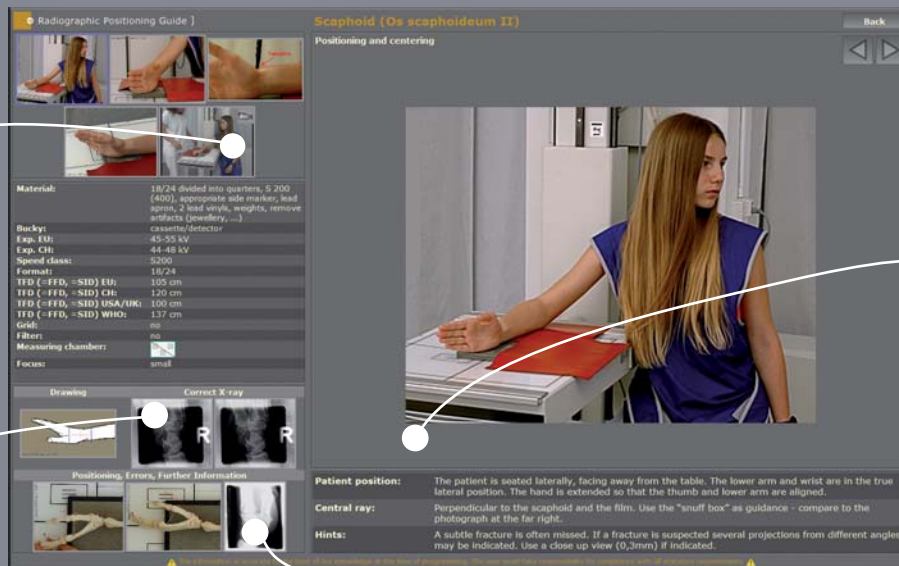 Radiographic Positioning Guide ]
Scaphoid (Os scaphoideum II)
Back
Positioning and centering
Material: 18/24 divided into quarters, S 200
(400), appropriate side marker, lead
apron, 2 lead vinyls, weights, remove
artifacts (jewellery, ...)
Bucky: cassette/detector
Exp. EU: 45-55 kV
Exp. CH: 44-48 kV
Speed class: S200
Format: 18/24
TFD (=FFD, =SID) EU: 105 cm
TFD (=FFD, =SID) CH: 120 cm
TFD (=FFD, =SID) USA/UK: 100 cm
TFD (=FFD, =SID) WHO: 137 cm
Grid: no
Filter: no
Measuring chamber:
Focus: small
Drawing
Correct X-ray
R
R
Positioning, Errors, Further Information
Patient position: The patient is seated laterally, facing away from the table. The lower arm and wrist are in the true
lateral position. The hand is extended so that the thumb and lower arm are aligned.
Central ray: Perpendicular to the scaphoid and the film. Use the "snuff box" as guidance - compare to the
photograph at the far right.
Hints: A subtle fracture is often missed. If a fracture is suspected several projections from different angles
may be indicated. Use a close up view (0,3mm) if indicated.